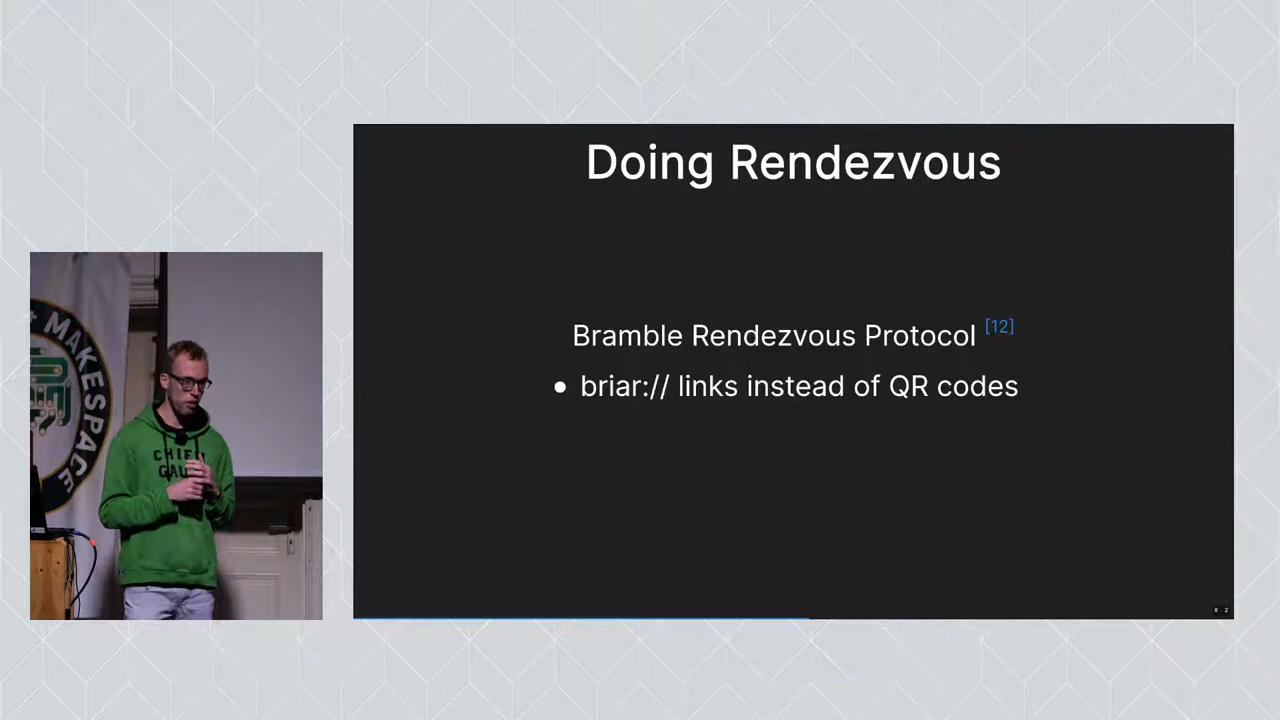 Doing Rendezvous
Bramble Rendezvous Protocol [12]
• briar:// links instead of QR codes
MAKESPACE